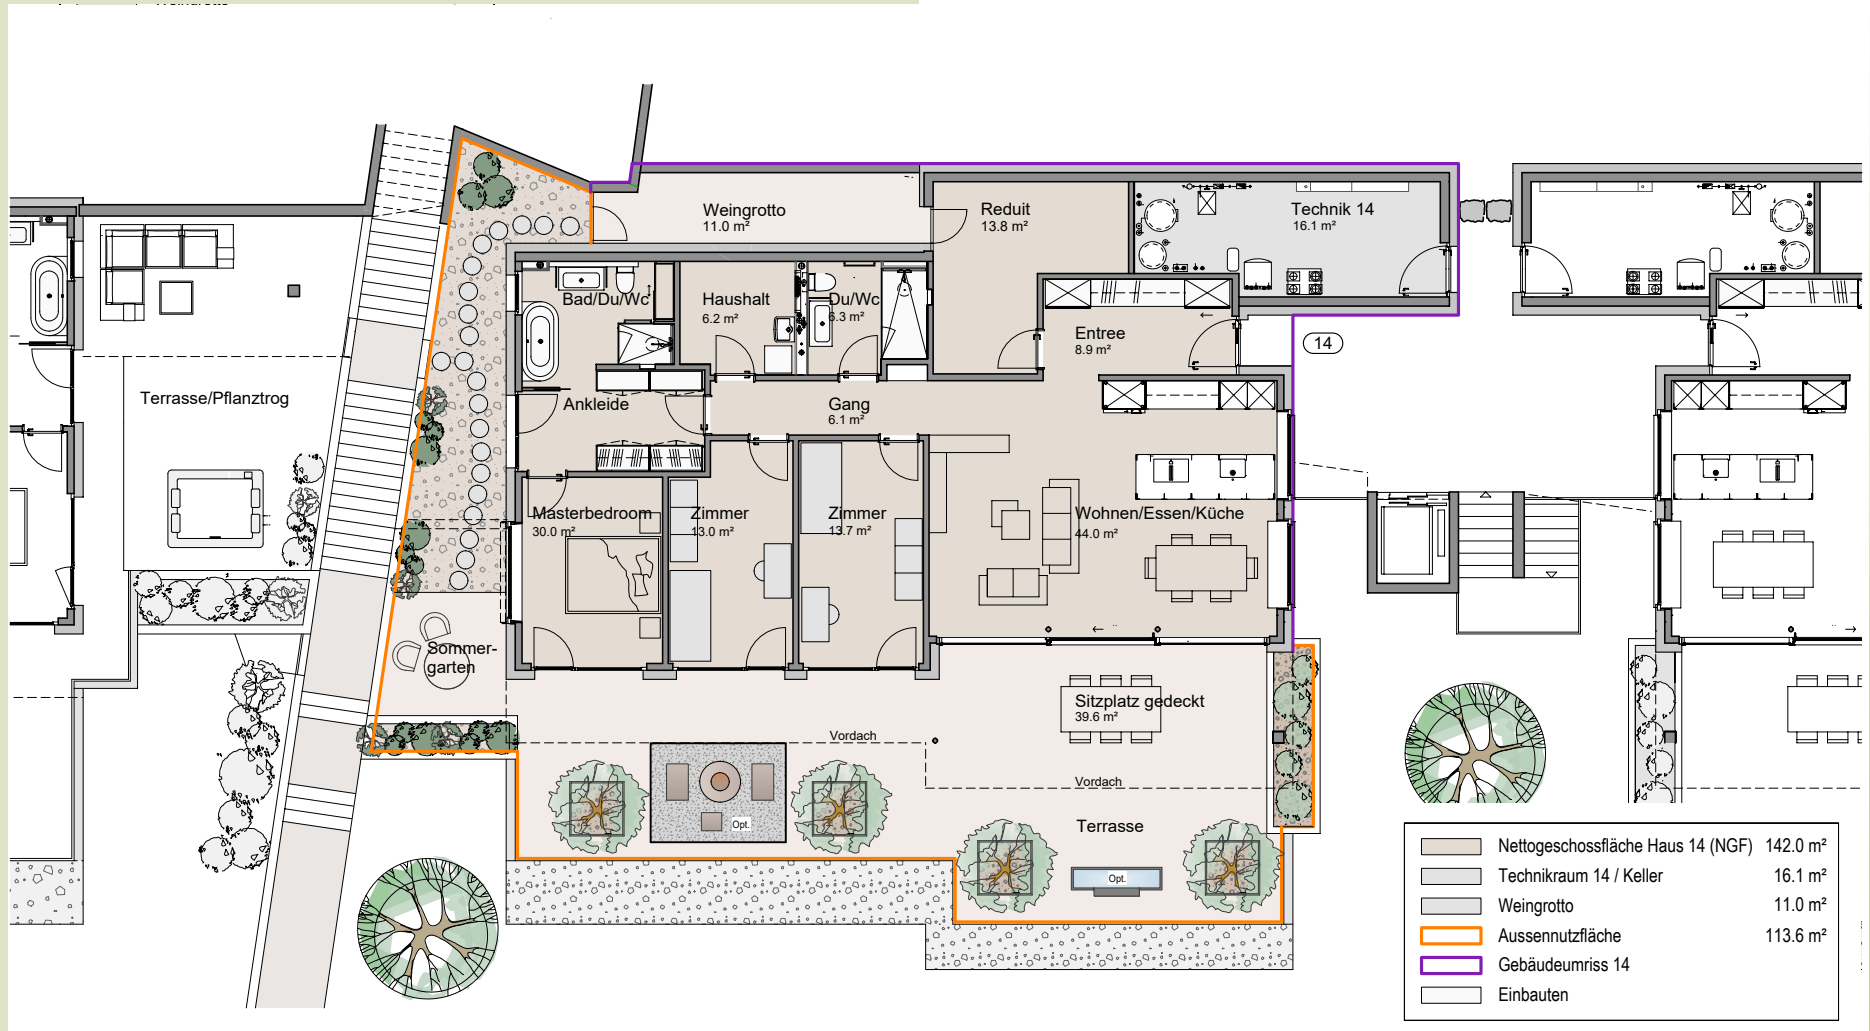 Weingrotto
11.0 m²
Reduit
13.8 m²
Technik 14
16.1 m²
Bad/Du/Wc
Haushalt
6.2 m²
Du/Wc
6.3 m²
Entree
8.9 m²
14
Terrasse/Pflanztrog
Ankleide
Gang
6.1 m²
Masterbedroom
30.0 m²
Zimmer
13.0 m²
Zimmer
13.7 m²
Wohnen/Essen/Küche
44.0 m²
Sommer-
garten
Sitzplatz gedeckt
39.6 m²
Vordach
Vordach
Opt.
Terrasse
Opt.
Nettogeschossfläche Haus 14 (NGF) 142.0 m²
Technikraum 14 / Keller 16.1 m²
Weingrotto 11.0 m²
Aussennutzfläche 113.6 m²
Gebäudeumriss 14
Einbauten